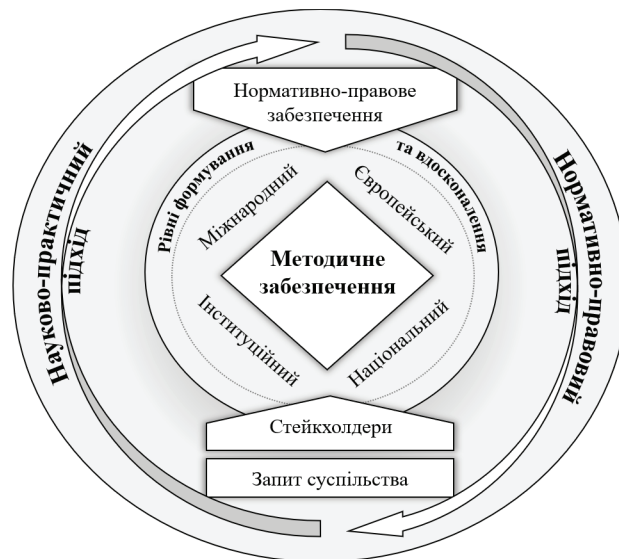 Нормативно-правове
забезпечення
Науково-практичний
підхід
Нормативно-правовий
підхід
Рівні формування
та вдосконалення
Міжнародний
Європейський
Методичне
забезпечення
Інституційний
Національний
Стейкхолдери
Запит суспільства